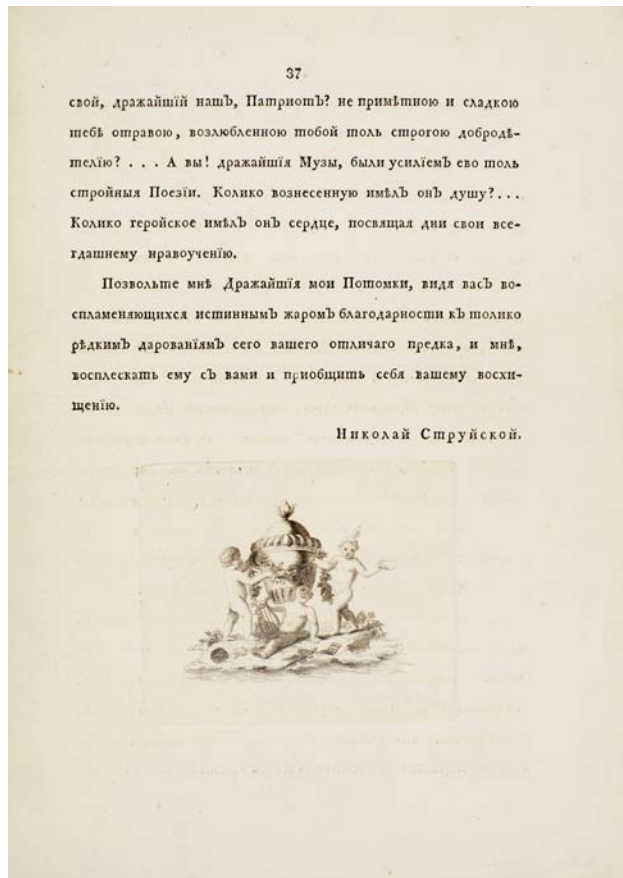 37
свой, дражайшїй нашЪ, ПатриотЪ? не примѣтною и сладкою
тебѣ отравою, возлюбленною тобой толь строгою добродѣ-
телїю? . . . А вы! дражайшїя Музы, были усилїемЪ ево толь
стройныя Поезїи. Колико вознесенную имѣлЪ онЪ душу?...
Колико геройское имѣлЪ онЪ сердце, посвящая дни свои все-
гдашнему нравоученїю.
Позвольте мнѣ Дражайшїя мои Потомки, видя васЪ во-
спламеняющихся истиннымЪ жаромЪ благодарности кЪ толико
рѣдкимЪ дарованїямЪ сего вашего отличаго предка, и мнѣ,
восплескать ему сЪ вами и приобщить себя вашему восхи-
щенїю.
Николай Струйской.